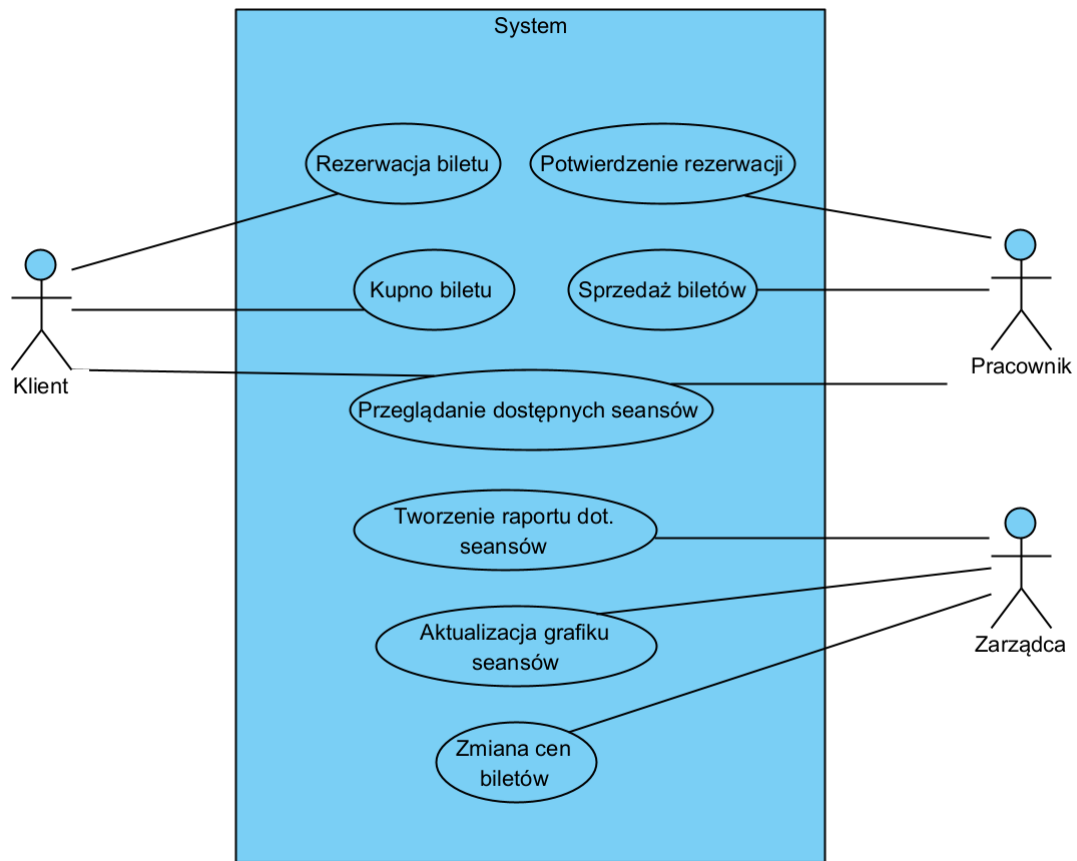 System
Rezerwacja biletu
Potwierdzenie rezerwacji
Kupno biletu
Sprzedaż biletów
Klient
Pracownik
Przeglądanie dostępnych seansów
Tworzenie raportu dot.
seansów
Aktualizacja grafiku
seansów
Zarządca
Zmiana cen
biletów